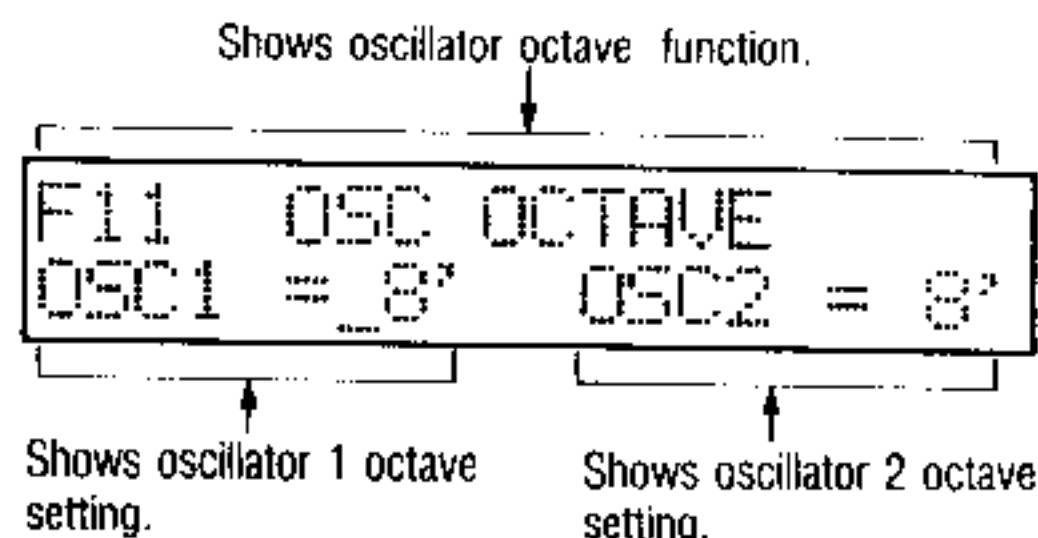 Shows oscillator octave function.
F11 OSC OCTAVE
OSC1 =_8' OSC2 = 8'
Shows oscillator 1 octave setting.
Shows oscillator 2 octave setting.